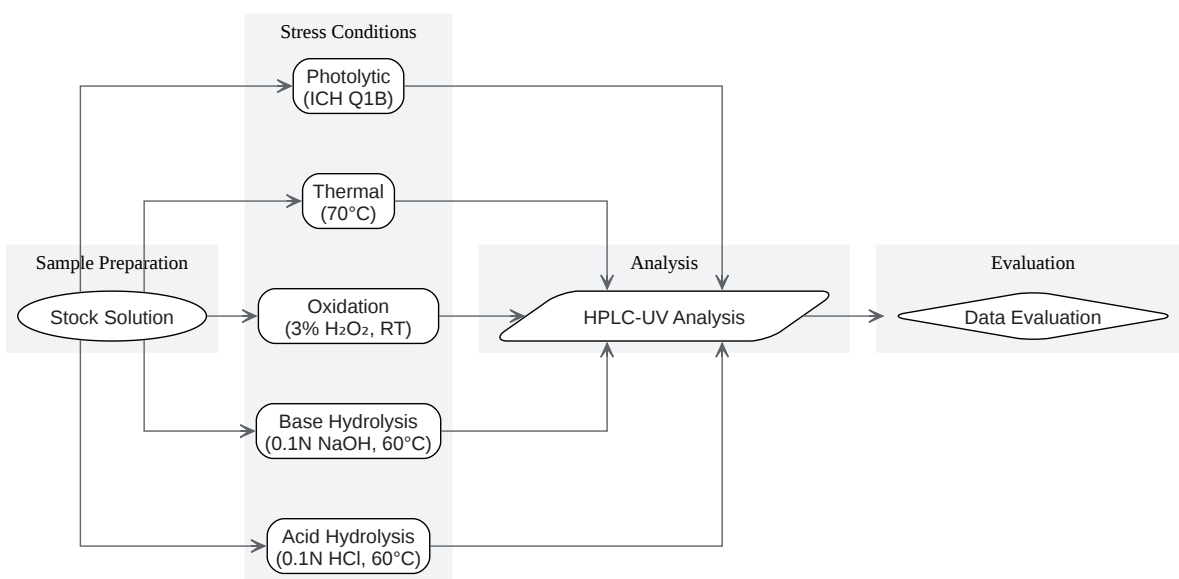 Stress Conditions
Photolytic
(ICH Q1B)
Thermal
(70°C)
Sample Preparation
Stock Solution
Oxidation
(3% H₂O₂, RT)
Analysis
HPLC-UV Analysis
Evaluation
Data Evaluation
Base Hydrolysis
(0.1N NaOH, 60°C)
Acid Hydrolysis
(0.1N HCl, 60°C)